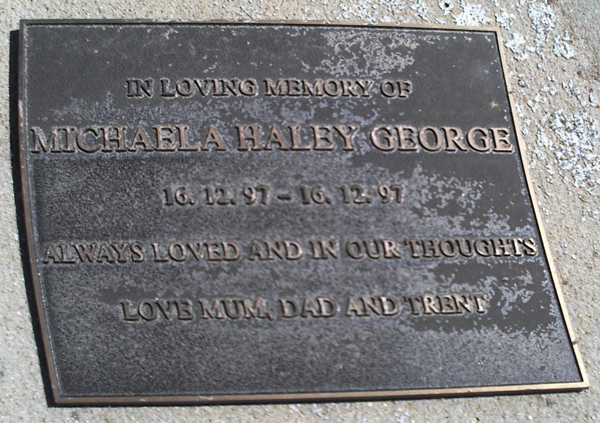 IN LOVING MEMORY OF
MICHAELA HALEY GEORGE
16. 12. 97 – 16. 12. 97
ALWAYS LOVED AND IN OUR THOUGHTS
LOVE MUM, DAD AND TRENT